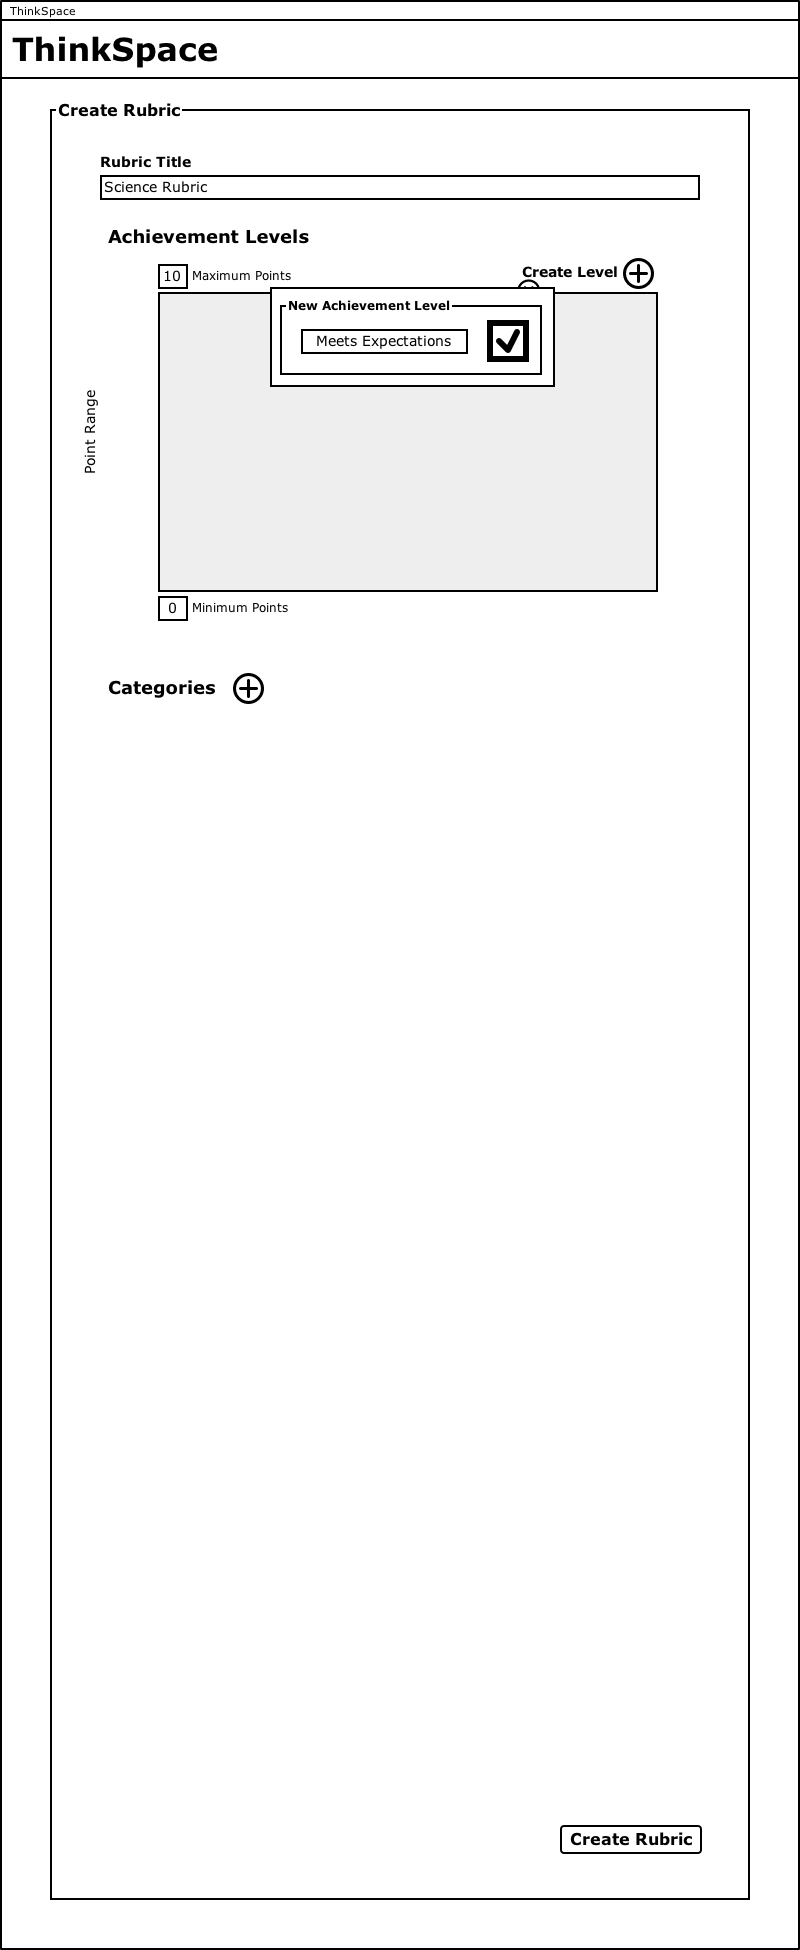 ThinkSpace
ThinkSpace
Create Rubric
Rubric Title
Science Rubric
Achievement Levels
10 Maximum Points
Create Level
New Achievement Level
Meets Expectations
Point Range
0 Minimum Points
Categories
Create Rubric